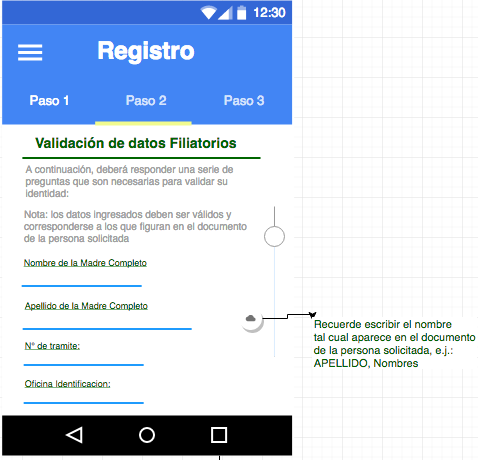 12:30
Registro
Paso 1 Paso 2 Paso 3
Validación de datos Filiatorios
A continuación, deberá responder una serie de
preguntas que son necesarias para validar su
identidad:
Nota: los datos ingresados deben ser válidos y
corresponderse a los que figuran en el documento
de la persona solicitada
Nombre de la Madre Completo
Apellido de la Madre Completo
N° de tramite:
Oficina Identificacion:
Recuerde escribir el nombre
tal cual aparece en el documento
de la persona solicitada, e.j.:
APELLIDO, Nombres